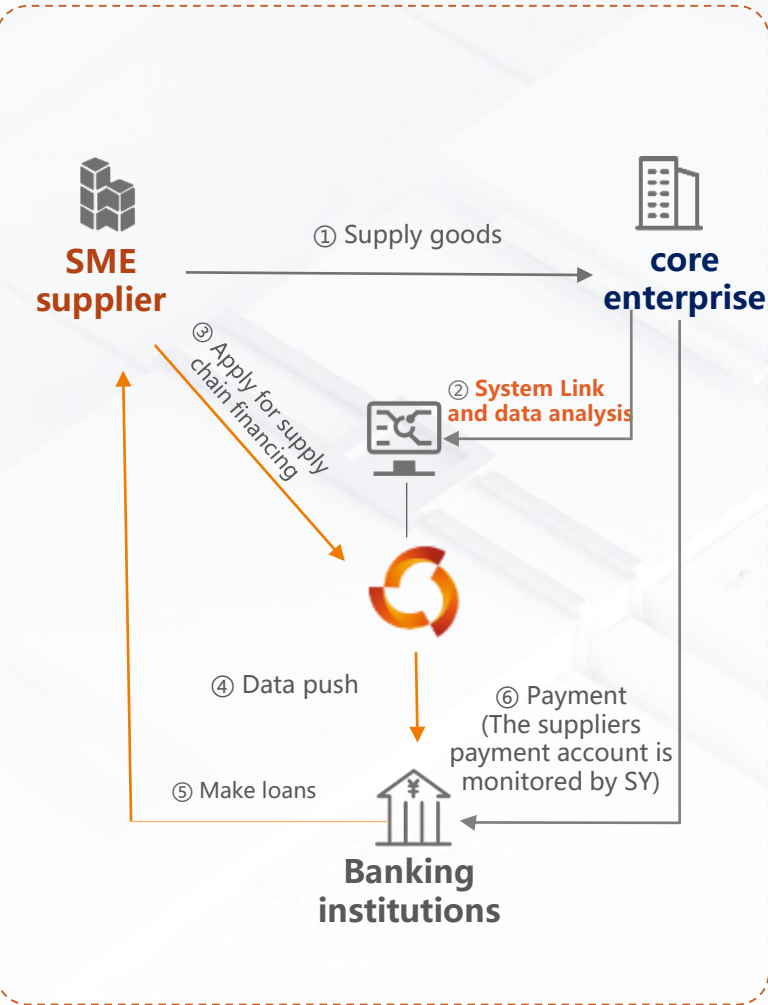 ① Supply goods
SME
supplier
core
enterprise
③ Apply for supply
chain financing
② System Link
and data analysis
④ Data push
⑥ Payment
(The suppliers
payment account is
monitored by SY)
⑤ Make loans
¥
Banking
institutions